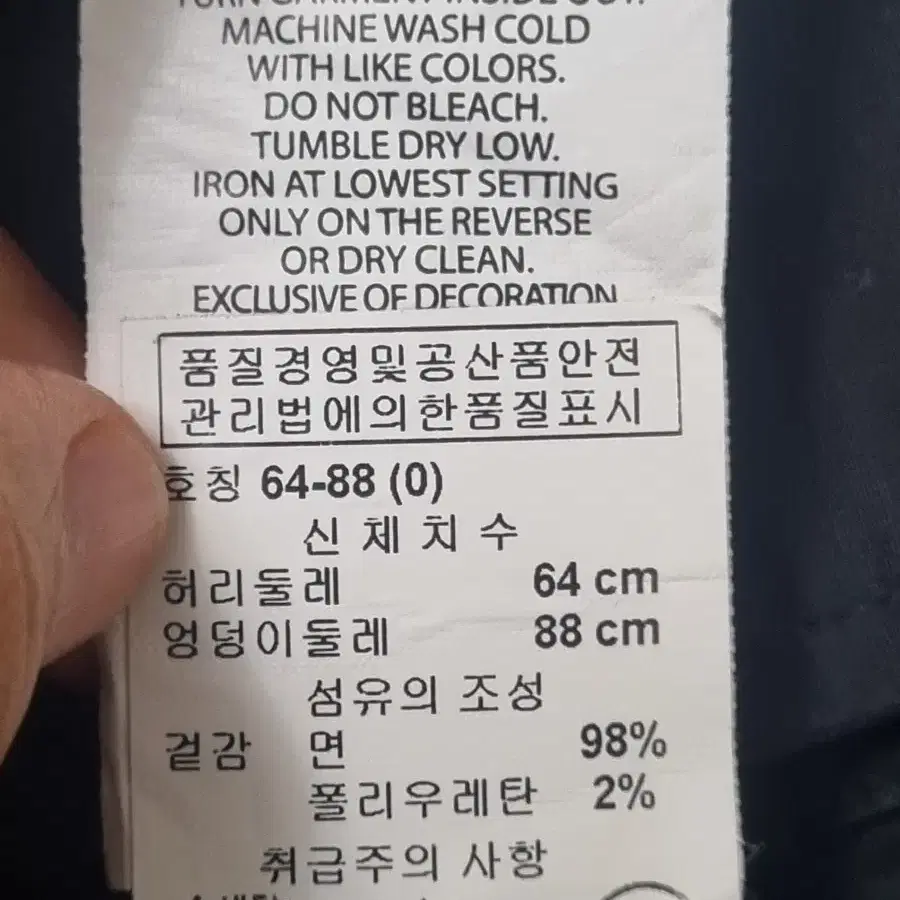 TURN GARMENT INSIDE OUT.
MACHINE WASH COLD
WITH LIKE COLORS.
DO NOT BLEACH.
TUMBLE DRY LOW.
IRON AT LOWEST SETTING
ONLY ON THE REVERSE
OR DRY CLEAN.
EXCLUSIVE OF DECORATION
품질경영및공산품안전
관리법에의한품질표시
호칭 64-88 (0)
신체치수
허리둘레 64 cm
엉덩이둘레 88 cm
섬유의 조성
겉감 면 98%
폴리우레탄 2%
취급주의 사항